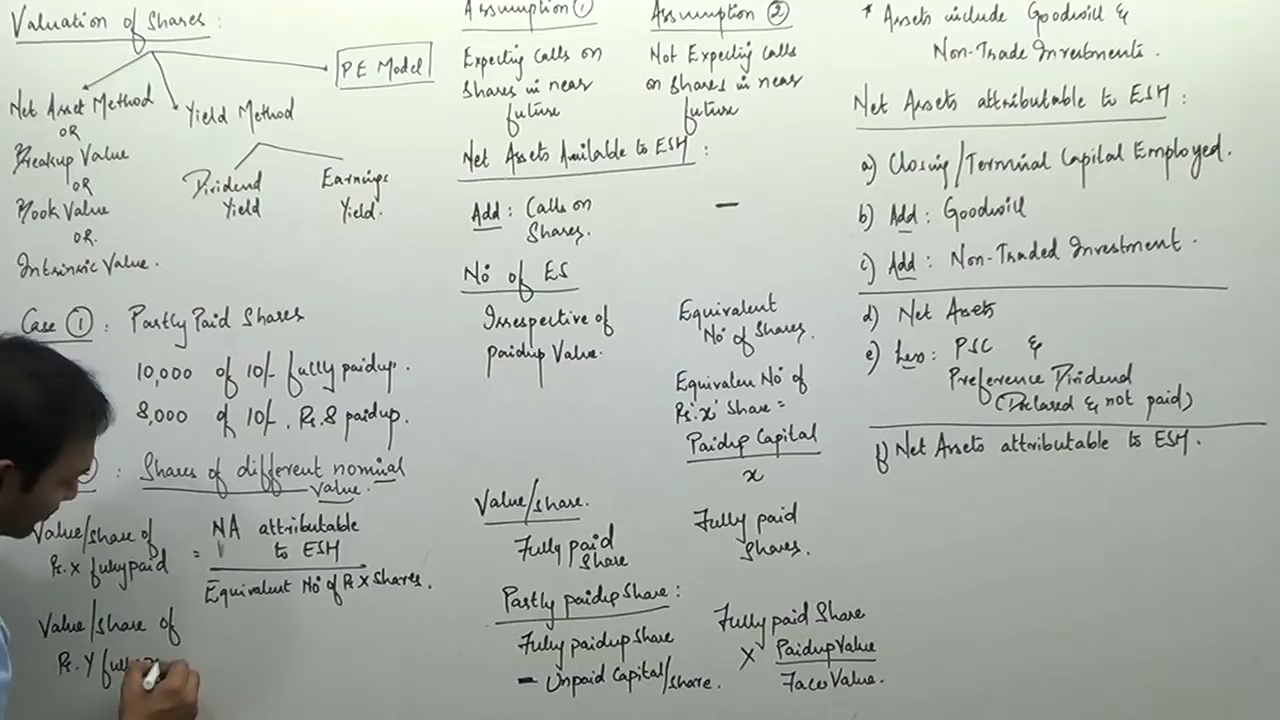 Valuation of Shares:
PE Model
Net Asset Method
OR
Breakup Value
OR
Book Value
OR.
Intrinsic Value.
Yield Method
Dividend
Yield
Earnings
Yield.
Case ①: Partly Paid Shares
10,000 of 10/- fully paidup.
8,000 of 10/-, Rs.8 paidup.
: Shares of different nominal
value.
Value/share of
Rs. X fully paid
= NA attributable
to ESH
Equivalent No of Rs X Shares.
Value/share of
Rs. Y
Assumption ①
Expecting Calls on
Shares in near
future
Assumption ②
Not Expecting Calls
on Shares in near
future
Net Assets Available to ESH:
Add: Calls on
Shares.
—
No of ES
Irrespective of
paidup Value.
Equivalent
No of Shares.
Equivalen No of
Rs.'x' Share =
Paidup Capital
x
Value/share.
Fully paid
Share
Fully paid
Shares.
Partly paidup Share:
Fully paidup Share
- Unpaid Capital/share.
Fully paid Share
X Paidup Value
Face Value.
* Assets include Goodwill &
Non-Trade Investments.
Net Assets attributable to ESH:
a) Closing/Terminal Capital Employed.
b) Add: Goodwill
c) Add: Non-Traded Investment.
d) Net Assets
e) Less: PSC &
Preference Dividend
(Declared & not paid)
f) Net Assets attributable to ESH.